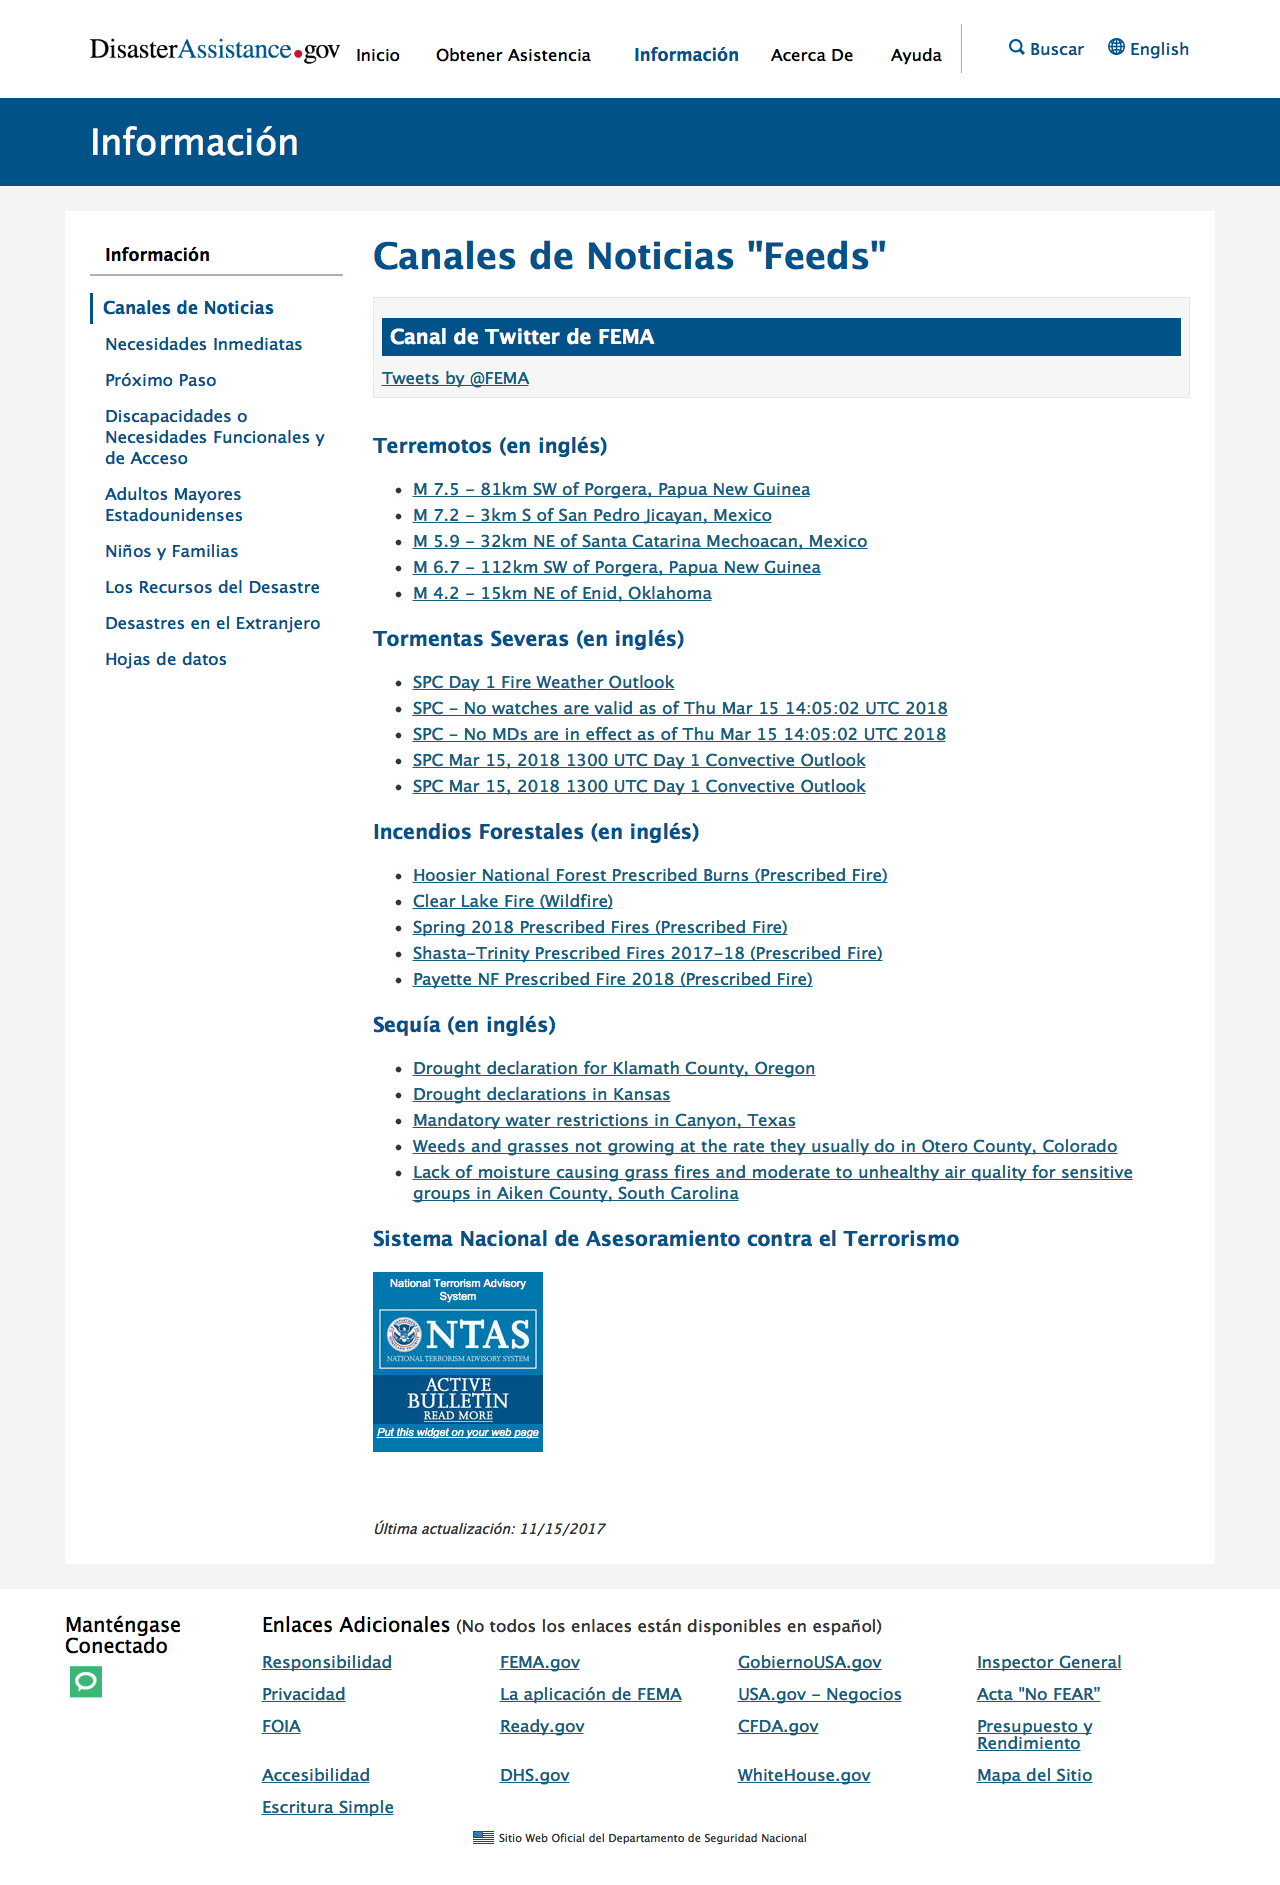 DisasterAssistance.gov
Inicio
Obtener Asistencia
Información
Acerca De
Ayuda
Buscar
English
Información
Información
Canales de Noticias
Necesidades Inmediatas
Próximo Paso
Discapacidades o
Necesidades Funcionales y
de Acceso
Adultos Mayores
Estadounidenses
Niños y Familias
Los Recursos del Desastre
Desastres en el Extranjero
Hojas de datos
Canales de Noticias "Feeds"
Canal de Twitter de FEMA
Tweets by @FEMA
Terremotos (en inglés)
M 7.5 - 81km SW of Porgera, Papua New Guinea
M 7.2 - 3km S of San Pedro Jicayan, Mexico
M 5.9 - 32km NE of Santa Catarina Mechoacan, Mexico
M 6.7 - 112km SW of Porgera, Papua New Guinea
M 4.2 - 15km NE of Enid, Oklahoma
Tormentas Severas (en inglés)
SPC Day 1 Fire Weather Outlook
SPC - No watches are valid as of Thu Mar 15 14:05:02 UTC 2018
SPC - No MDs are in effect as of Thu Mar 15 14:05:02 UTC 2018
SPC Mar 15, 2018 1300 UTC Day 1 Convective Outlook
SPC Mar 15, 2018 1300 UTC Day 1 Convective Outlook
Incendios Forestales (en inglés)
Hoosier National Forest Prescribed Burns (Prescribed Fire)
Clear Lake Fire (Wildfire)
Spring 2018 Prescribed Fires (Prescribed Fire)
Shasta-Trinity Prescribed Fires 2017-18 (Prescribed Fire)
Payette NF Prescribed Fire 2018 (Prescribed Fire)
Sequía (en inglés)
Drought declaration for Klamath County, Oregon
Drought declarations in Kansas
Mandatory water restrictions in Canyon, Texas
Weeds and grasses not growing at the rate they usually do in Otero County, Colorado
Lack of moisture causing grass fires and moderate to unhealthy air quality for sensitive
groups in Aiken County, South Carolina
Sistema Nacional de Asesoramiento contra el Terrorismo
National Terrorism Advisory
System
NTAS
NATIONAL TERRORISM ADVISORY SYSTEM
ACTIVE
BULLETIN
READ MORE
Put this widget on your web page
Última actualización: 11/15/2017
Manténgase
Conectado
Enlaces Adicionales (No todos los enlaces están disponibles en español)
Responsibilidad
FEMA.gov
GobiernoUSA.gov
Inspector General
Privacidad
La aplicación de FEMA
USA.gov - Negocios
Acta "No FEAR”
FOIA
Ready.gov
CFDA.gov
Presupuesto y
Rendimiento
Accesibilidad
DHS.gov
WhiteHouse.gov
Mapa del Sitio
Escritura Simple
Sitio Web Oficial del Departamento de Seguridad Nacional